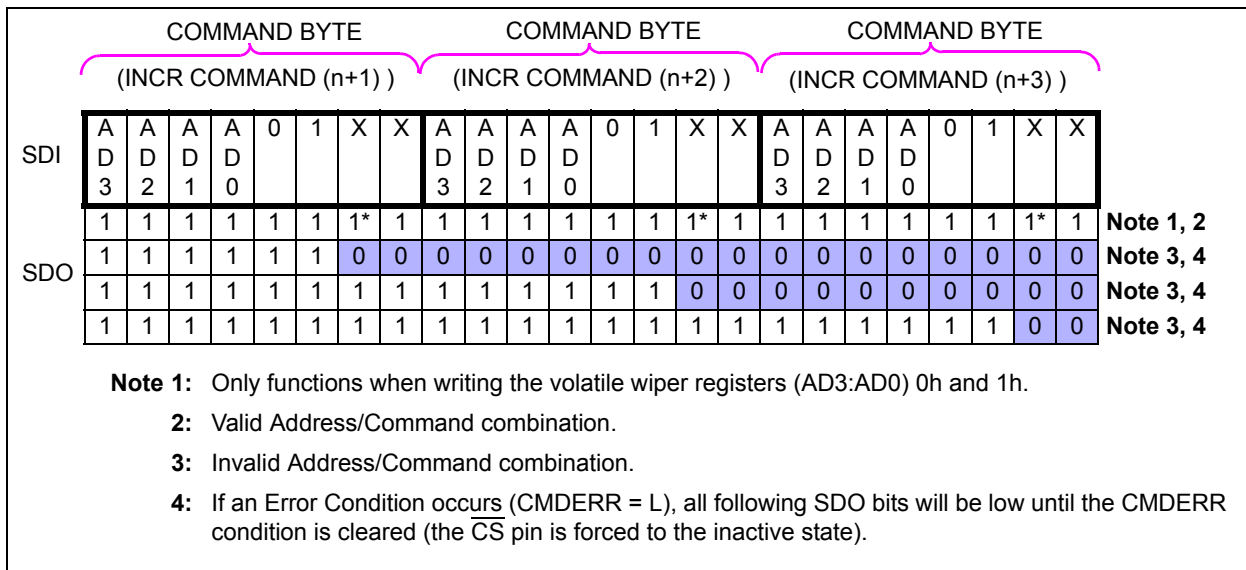 COMMAND BYTE COMMAND BYTE COMMAND BYTE
(INCR COMMAND (n+1) ) (INCR COMMAND (n+2) ) (INCR COMMAND (n+3) )
A A A A 0 1 X X A A A A 0 1 X X A A A A 0 1 X X
SDI D D D D D D D D D D D D
3 2 1 0 3 2 1 0 3 2 1 0
1 1 1 1 1 1 1* 1 1 1 1 1 1 1 1* 1 1 1 1 1 1 1 1* 1 Note 1, 2
SDO 1 1 1 1 1 1 0 0 0 0 0 0 0 0 0 0 0 0 0 0 0 0 0 0 Note 3, 4
1 1 1 1 1 1 1 1 1 1 1 1 1 1 0 0 0 0 0 0 0 0 0 0 Note 3, 4
1 1 1 1 1 1 1 1 1 1 1 1 1 1 1 1 1 1 1 1 1 1 0 0 Note 3, 4
Note 1: Only functions when writing the volatile wiper registers (AD3:AD0) 0h and 1h.
2: Valid Address/Command combination.
3: Invalid Address/Command combination.
4: If an Error Condition occurs (CMDERR = L), all following SDO bits will be low until the CMDERR
condition is cleared (the C̅S̅ pin is forced to the inactive state).